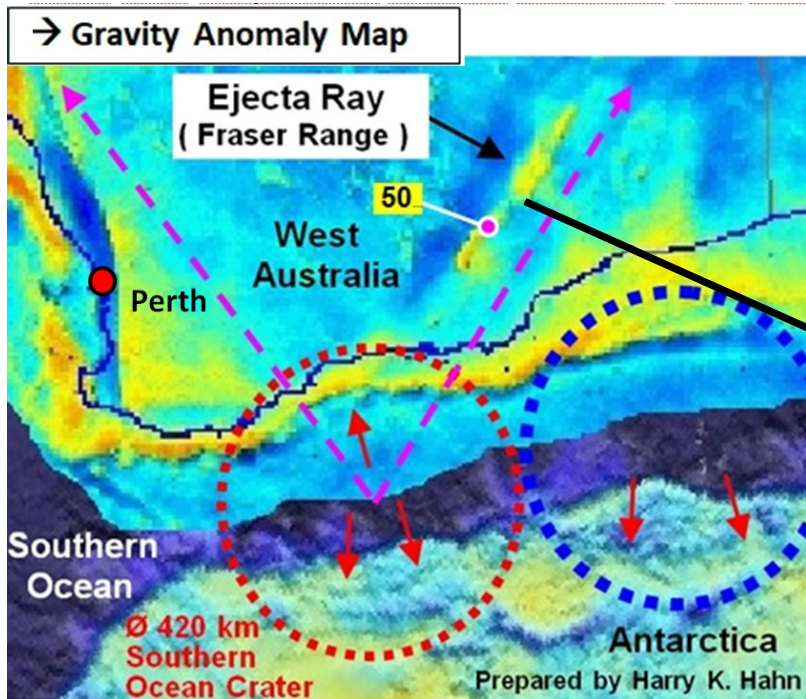 → Gravity Anomaly Map
Ejecta Ray
( Fraser Range )
50
West
Australia
Perth
Southern
Ocean
Ø 420 km
Southern
Ocean Crater
Antarctica
Prepared by Harry K. Hahn